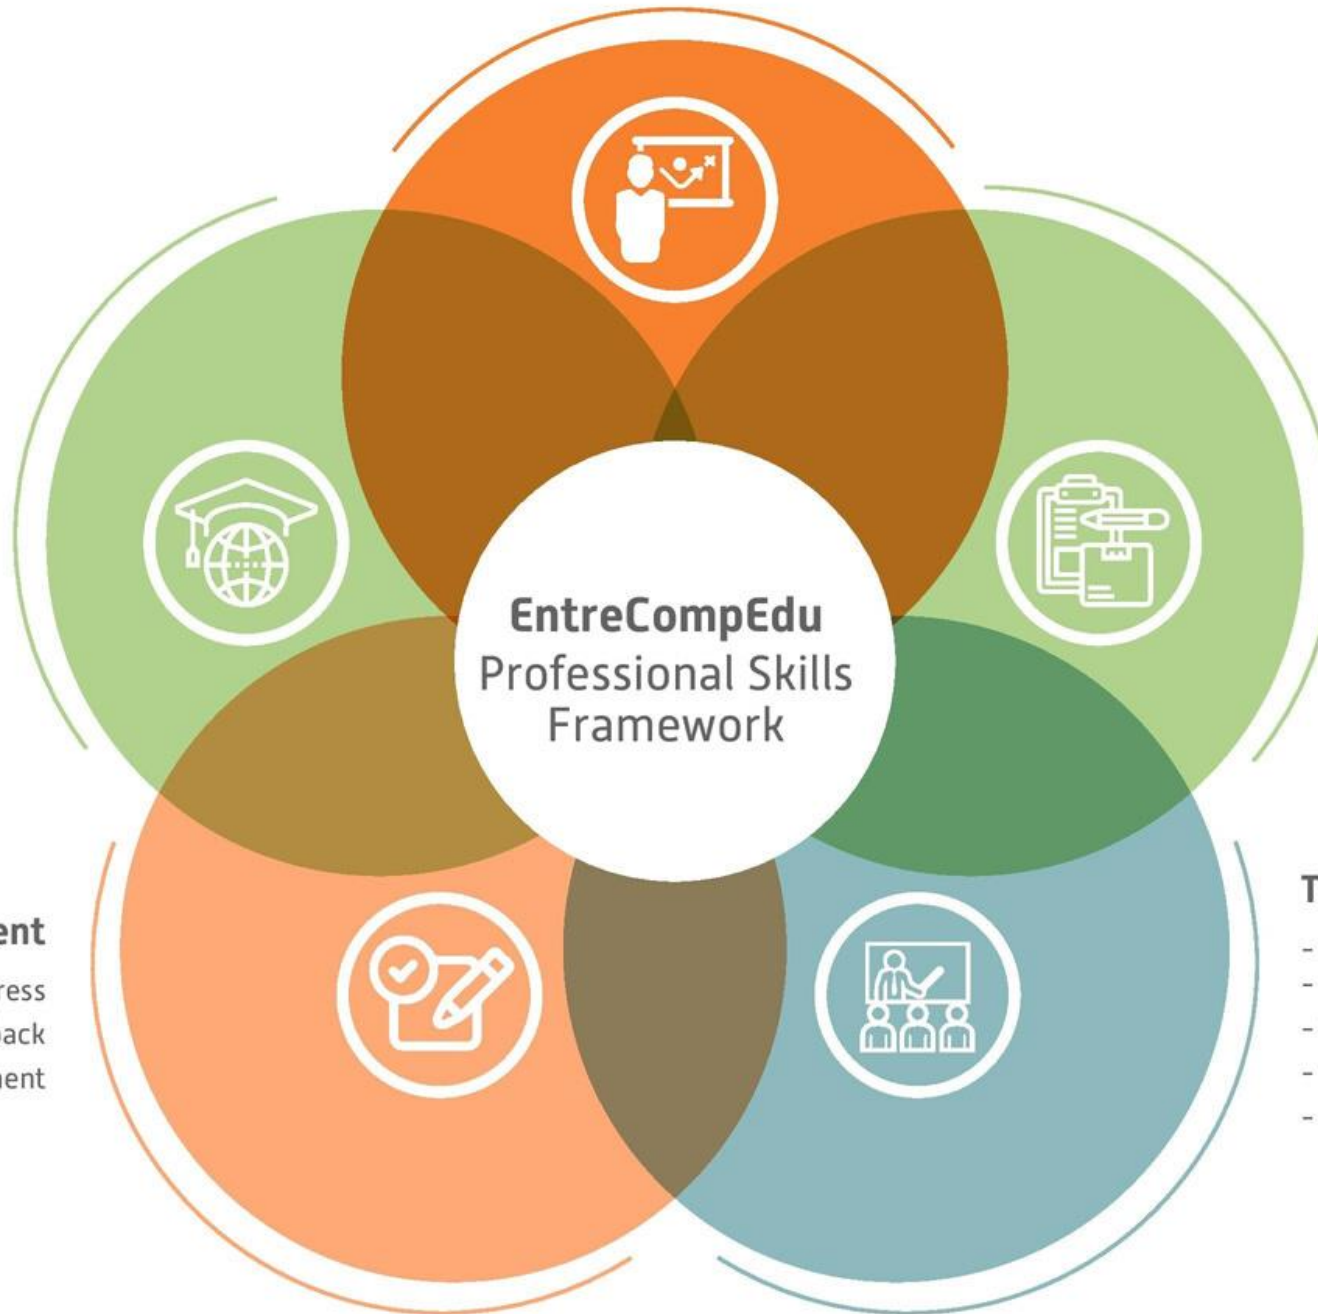 EntreCompEdu
Professional Skills
Framework
ent
ress
ack
ent
T
-
-
-
-
-